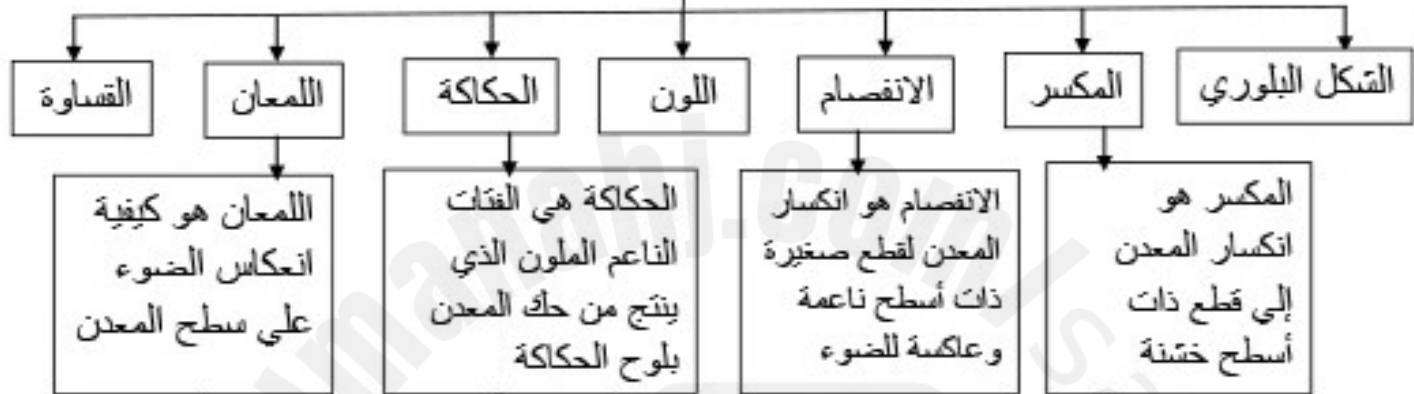 الشكل البلوري
المكسر
الانفصام
اللون
الحكاكة
اللمعان
القساوة
المكسر هو
انكسار المعدن
إلي قطع ذات
أسطح خشنة
الانفصام هو انكسار
المعدن لقطع صغيرة
ذات أسطح ناعمة
وعاكسة للضوء
الحكاكة هي الفتات
الناعم الملون الذي
ينتج من حك المعدن
بلوح الحكاكة
اللمعان هو كيفية
انعكاس الضوء
علي سطح المعدن